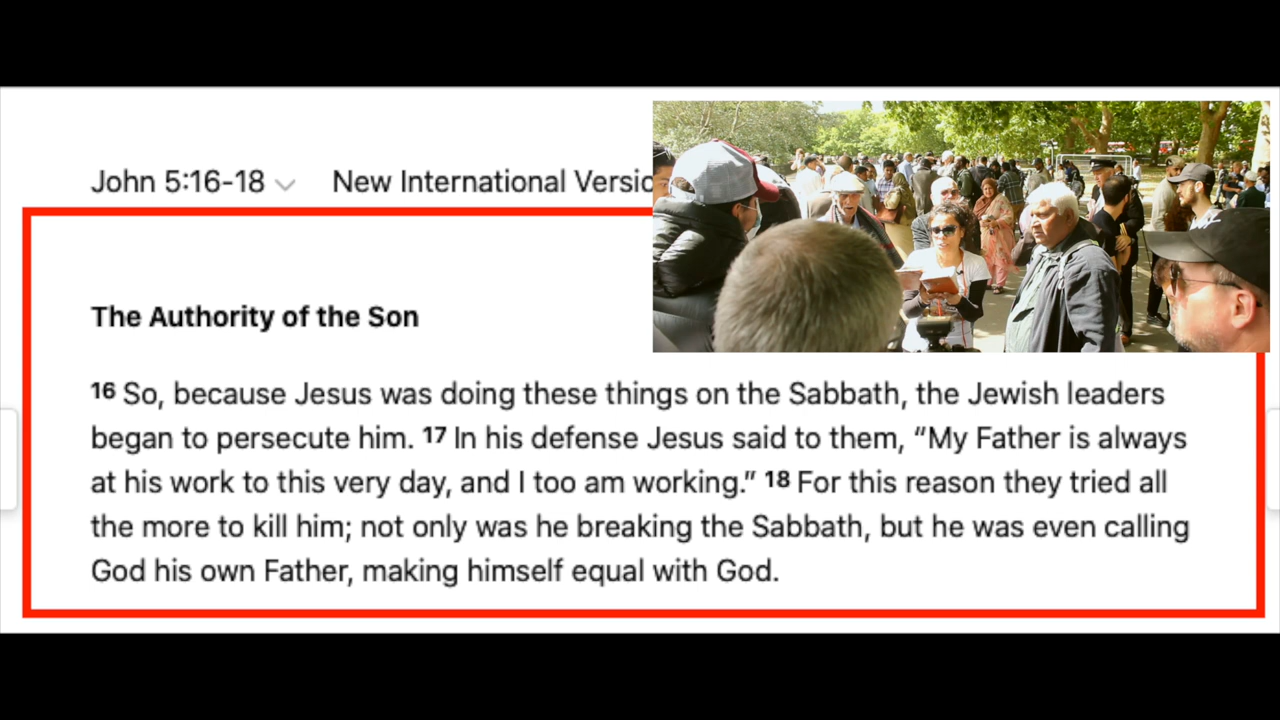 John 5:16-18 New International Versio
The Authority of the Son
16 So, because Jesus was doing these things on the Sabbath, the Jewish leaders
began to persecute him. 17 In his defense Jesus said to them, “My Father is always
at his work to this very day, and I too am working.” 18 For this reason they tried all
the more to kill him; not only was he breaking the Sabbath, but he was even calling
God his own Father, making himself equal with God.